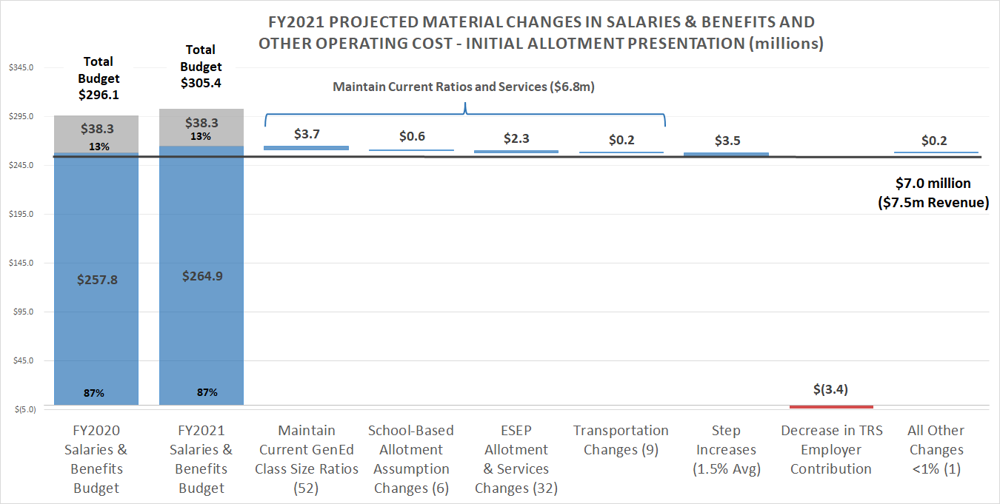 FY2021 PROJECTED MATERIAL CHANGES IN SALARIES & BENEFITS AND
OTHER OPERATING COST - INITIAL ALLOTMENT PRESENTATION (millions)
Total
Budget
$296.1
Total
Budget
$305.4
Maintain Current Ratios and Services ($6.8m)
$345.0
$295.0
$245.0
$195.0
$145.0
$95.0
$45.0
$(5.0)
$38.3
13%
$257.8
87%
$38.3
13%
$264.9
87%
$3.7
$0.6
$2.3
$0.2
$3.5
$(3.4)
$0.2
$7.0 million
($7.5m Revenue)
FY2020
Salaries &
Benefits
Budget
FY2021
Salaries &
Benefits
Budget
Maintain
Current GenEd
Class Size Ratios
(52)
School-Based
Allotment
Assumption
Changes (6)
ESEP
Allotment
& Services
Changes (32)
Transportation
Changes (9)
Step
Increases
(1.5% Avg)
Decrease in TRS
Employer
Contribution
All Other
Changes
<1% (1)